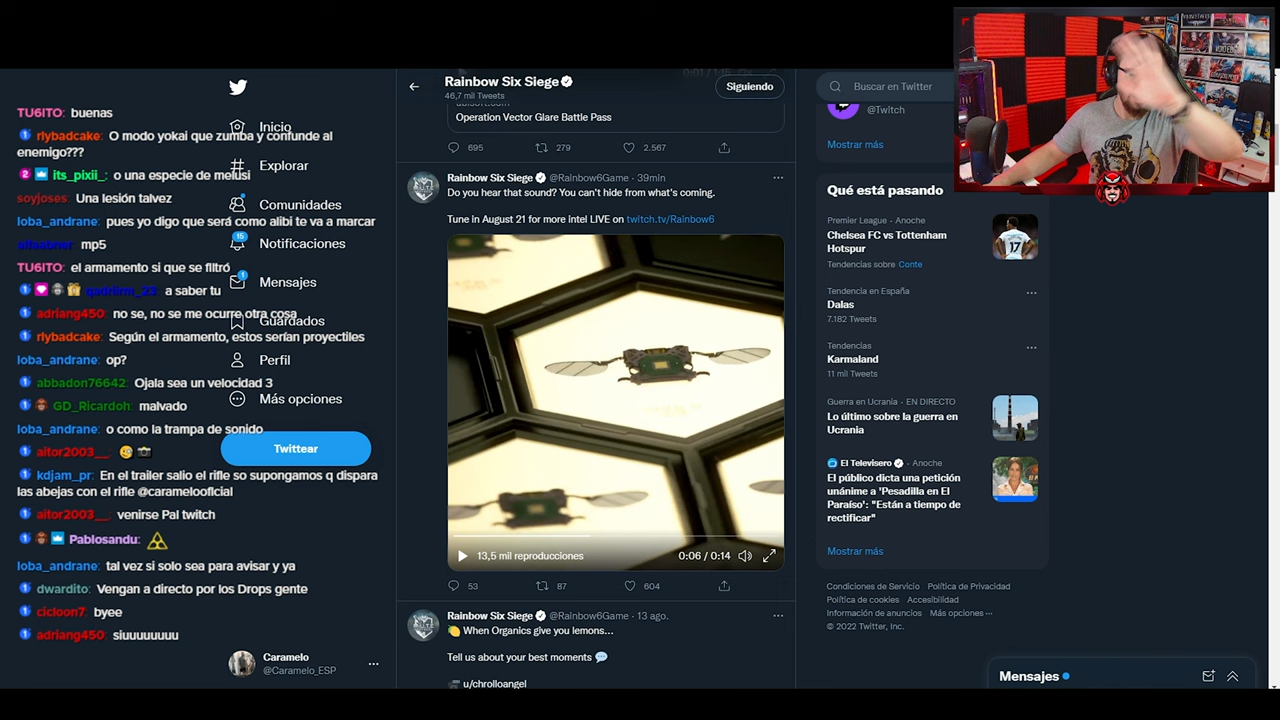 TU6ITO: buenas
rlybadcake: O modo yokai que zumba y confunde al
enemigo???
its_pixii_: o una especie de melusi
soyjoses: Una lesión talvez
loba_andrane: pues yo digo que será como alibi te va a marcar
mp5
TU6ITO: el armamento si que se filtró
qadriirm_23: a saber tu
adriang450: no se, no se me ocurre otra cosa
rlybadcake: Según el armamento, estos serían proyectiles
loba_andrane: op?
abbadon76642: Ojala sea un velocidad 3
GD_Ricardoh: malvado
loba_andrane: o como la trampa de sonido
aitor2003__:
kdjam_pr: En el trailer salio el rifle so supongamos q dispara
las abejas con el rifle @carameloofIcIal
aitor2003__: venirse Pal twitch
Pablosandu:
loba_andrane: tal vez si solo sea para avisar y ya
dwardito: Vengan a directo por los Drops gente
cicloon7: byee
adriang450: siuuuuuuuu
Inicio
Explorar
Comunidades
15
Notificaciones
1
Mensajes
Guardados
Perfil
Más opciones
Twittear
Caramelo
@Caramelo_ESP
Rainbow Six Siege
46,7 mil Tweets
Siguiendo
ubisoft.com
Operation Vector Glare Battle Pass
695
279
2.567
Rainbow Six Siege @Rainbow6Game · 39min
Do you hear that sound? You can't hide from what's coming.
Tune in August 21 for more intel LIVE on twitch.tv/Rainbow6
13,5 mil reproducciones
0:06 / 0:14
53
87
604
Rainbow Six Siege @Rainbow6Game · 13 ago.
🍋 When Organics give you lemons...
Tell us about your best moments 💬
u/chrolloangel
Buscar en Twitter
@Twitch
Mostrar más
Qué está pasando
Premier League · Anoche
Chelsea FC vs Tottenham
Hotspur
Tendencias sobre Conte
Tendencia en España
Dalas
7.182 Tweets
Tendencias
Karmaland
11 mil Tweets
Guerra en Ucrania · EN DIRECTO
Lo último sobre la guerra en
Ucrania
El Televisero · Anoche
El público dicta una petición
unánime a 'Pesadilla en El
Paraíso': "Están a tiempo de
rectificar"
Mostrar más
Condiciones de Servicio Política de Privacidad
Política de cookies Accesibilidad
Información de anuncios Más opciones ···
© 2022 Twitter, Inc.
Mensajes